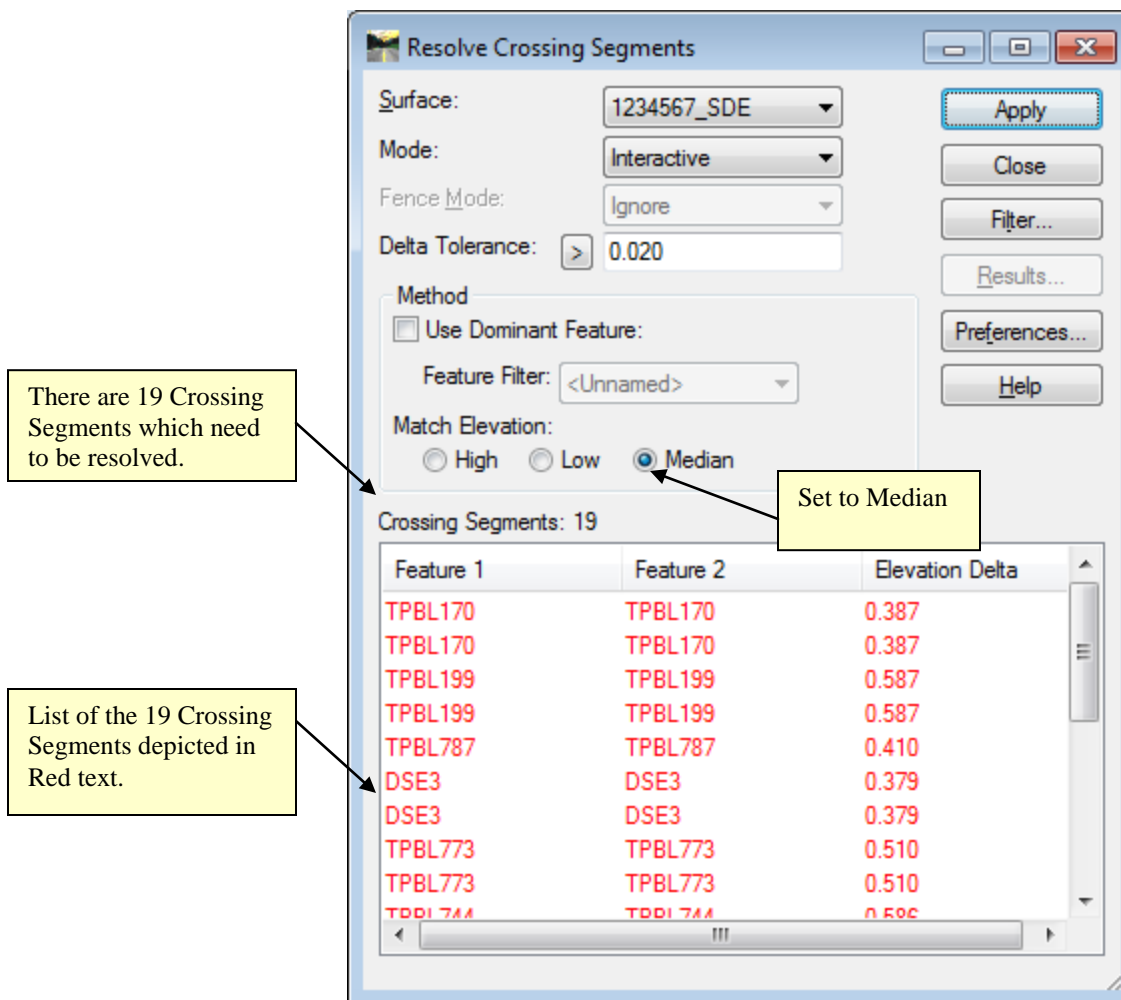 Resolve Crossing Segments
Surface: 1234567_SDE
Apply
Mode: Interactive
Close
Fence Mode: Ignore
Filter...
Delta Tolerance: > 0.020
Results...
Method
Use Dominant Feature:
Preferences...
Feature Filter: <Unnamed>
Help
Match Elevation:
High Low Median
There are 19 Crossing
Segments which need
to be resolved.
Set to Median
Crossing Segments: 19
Feature 1 Feature 2 Elevation Delta
TPBL170 TPBL170 0.387
TPBL170 TPBL170 0.387
TPBL199 TPBL199 0.587
TPBL199 TPBL199 0.587
TPBL787 TPBL787 0.410
DSE3 DSE3 0.379
DSE3 DSE3 0.379
TPBL773 TPBL773 0.510
TPBL773 TPBL773 0.510
TPBL744 TPBL744 0.586
List of the 19 Crossing
Segments depicted in
Red text.